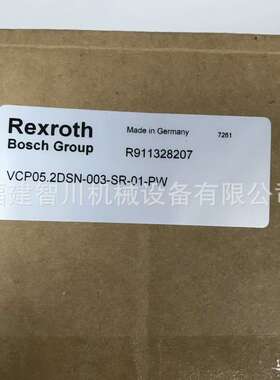 Rexroth
Bosch Group
Made in Germany
7261
R911328207
福建智川机械设备有限公司
VCP05.2DSN-003-SR-01-PW